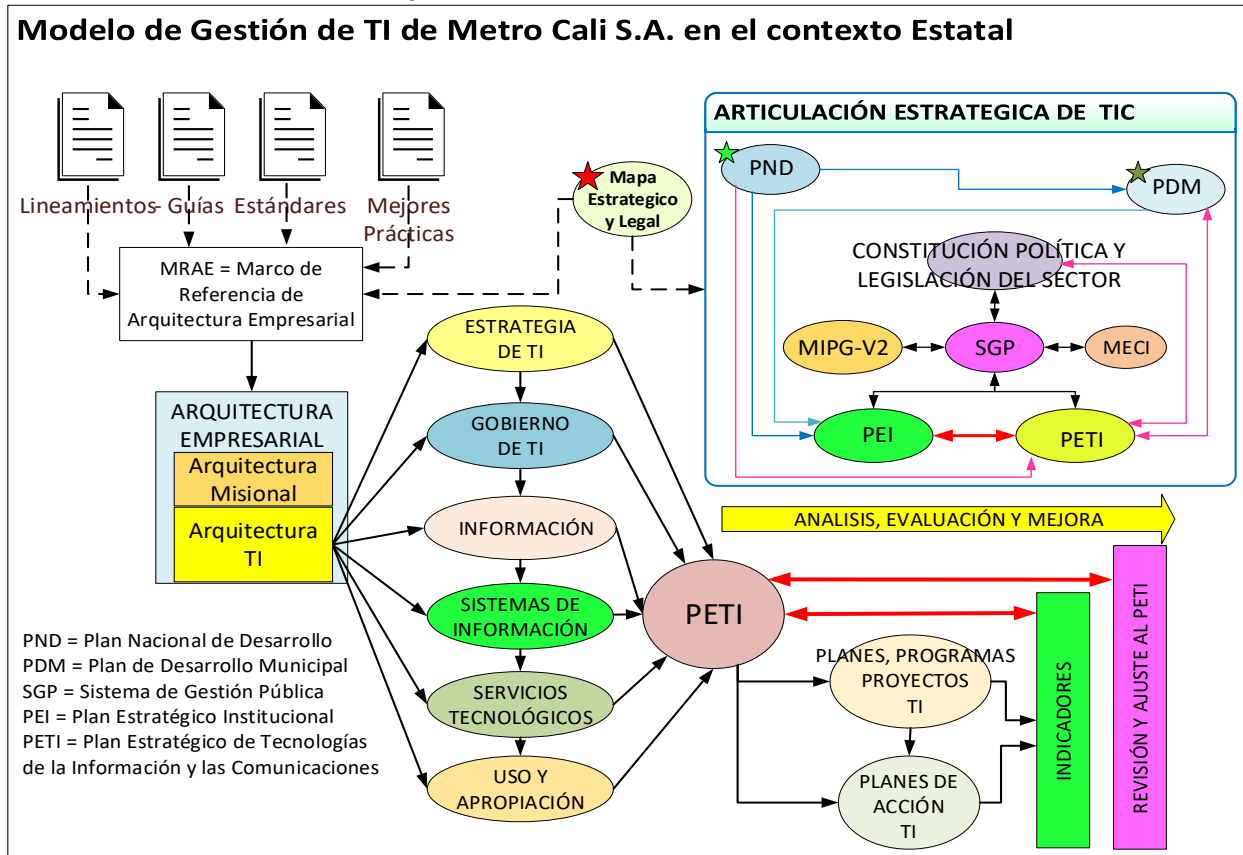 Modelo de Gestión de TI de Metro Cali S.A. en el contexto Estatal
Lineamientos- Guías
Estándares
Mejores
Prácticas
MRAE = Marco de
Referencia de
Arquitectura Empresarial
Mapa
Estrategico
y Legal
ARTICULACIÓN ESTRATEGICA DE TIC
PND
PDM
CONSTITUCIÓN POLÍTICA Y
LEGISLACIÓN DEL SECTOR
MIPG-V2
SGP
MECI
PEI
PETI
ARQUITECTURA
EMPRESARIAL
Arquitectura
Misional
Arquitectura
TI
ESTRATEGIA
DE TI
GOBIERNO
DE TI
INFORMACIÓN
SISTEMAS DE
INFORMACIÓN
SERVICIOS
TECNOLÓGICOS
USO Y
APROPIACIÓN
PETI
ANALISIS, EVALUACIÓN Y MEJORA
PLANES, PROGRAMAS
PROYECTOS
TI
PLANES DE
ACCIÓN
TI
INDICADORES
REVISIÓN Y AJUSTE AL PETI
PND = Plan Nacional de Desarrollo
PDM = Plan de Desarrollo Municipal
SGP = Sistema de Gestión Pública
PEI = Plan Estratégico Institucional
PETI = Plan Estratégico de Tecnologías
de la Información y las Comunicaciones